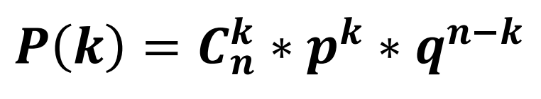 P(k) = C_n^k * p^k * q^{n-k}